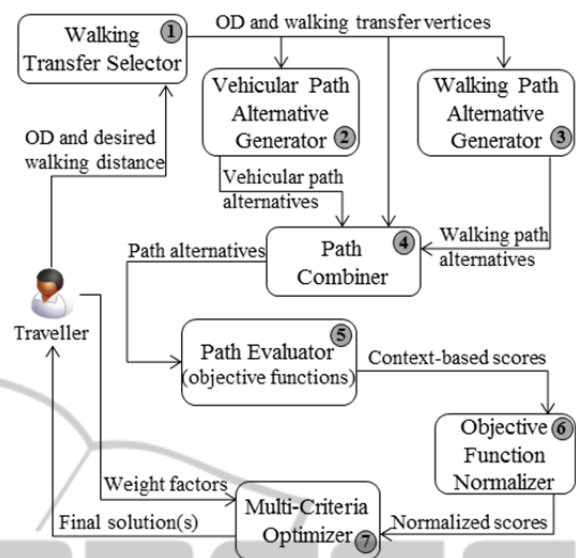 OD and walking transfer vertices
Walking
Transfer Selector
1
Vehicular Path
Alternative
Generator
2
Walking Path
Alternative
Generator
3
OD and desired
walking distance
Vehicular path
alternatives
Path
Combiner
4
Walking path
alternatives
Path alternatives
Traveller
Path Evaluator
(objective functions)
5
Context-based scores
Objective
Function
Normalizer
6
Weight factors
Multi-Criteria
Optimizer
7
Final solution(s)
Normalized scores